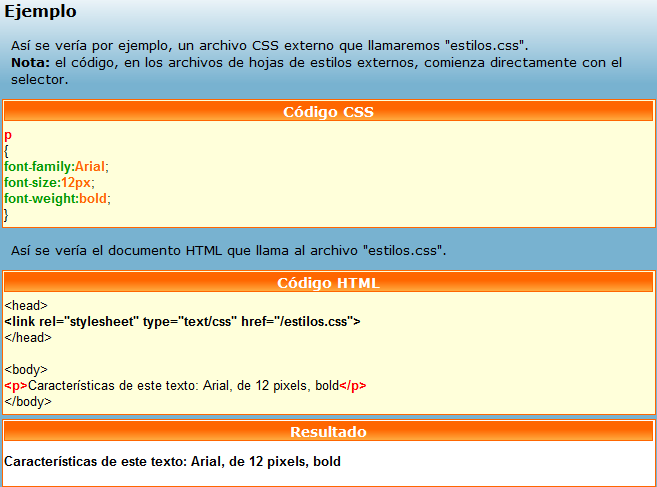 Ejemplo
Así se vería por ejemplo, un archivo CSS externo que llamaremos "estilos.css".
Nota: el código, en los archivos de hojas de estilos externos, comienza directamente con el
selector.
Código CSS
p
{
font-family:Arial;
font-size:12px;
font-weight:bold;
}
Así se vería el documento HTML que llama al archivo "estilos.css".
Código HTML
<head>
<link rel="stylesheet" type="text/css" href="/estilos.css">
</head>
<body>
<p>Características de este texto: Arial, de 12 pixels, bold</p>
</body>
Resultado
Características de este texto: Arial, de 12 pixels, bold